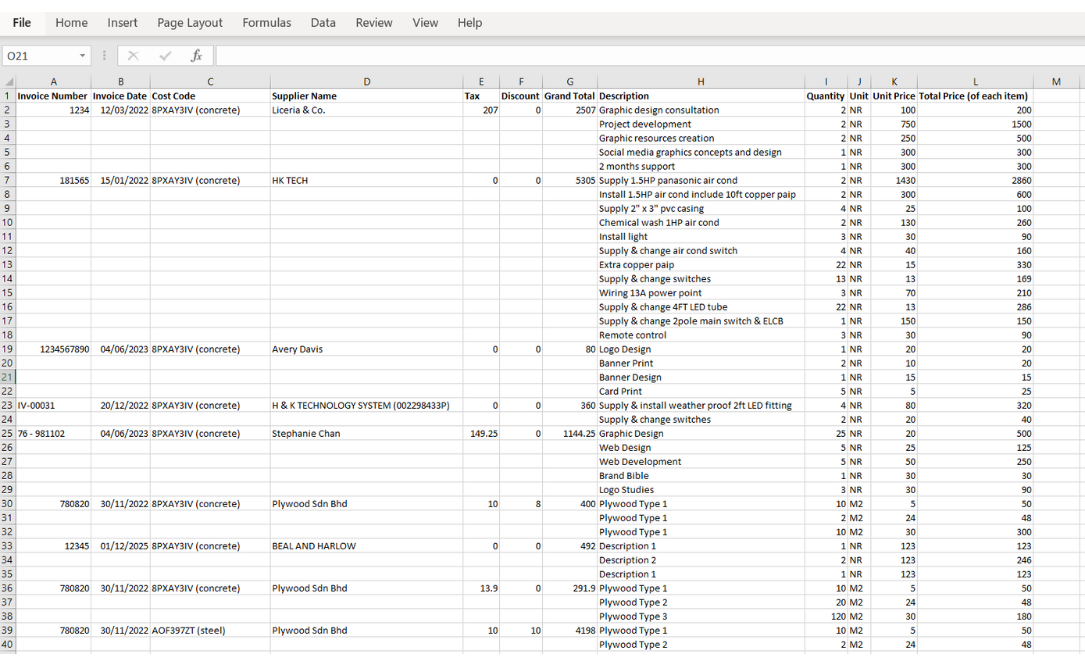 File Home Insert Page Layout Formulas Data Review View Help
O21 fx
A B C D E F G H I J K L M
1 Invoice Number Invoice Date Cost Code Supplier Name Tax Discount Grand Total Description Quantity Unit Unit Price Total Price (of each item)
2 1234 12/03/2022 8PXAY3IV (concrete) Liceria & Co. 207 0 2507 Graphic design consultation 2 NR 100 200
3 Project development 2 NR 750 1500
4 Graphic resources creation 2 NR 250 500
5 Social media graphics concepts and design 1 NR 300 300
6 2 months support 1 NR 300 300
7 181565 15/01/2022 8PXAY3IV (concrete) HK TECH 0 0 5305 Supply 1.5HP panasonic air cond 2 NR 1430 2860
8 Install 1.5HP air cond include 10ft copper paip 2 NR 300 600
9 Supply 2" x 3" pvc casing 4 NR 25 100
10 Chemical wash 1HP air cond 2 NR 130 260
11 Install light 3 NR 30 90
12 Supply & change air cond switch 4 NR 40 160
13 Extra copper paip 22 NR 15 330
14 Supply & change switches 13 NR 13 169
15 Wiring 13A power point 3 NR 70 210
16 Supply & change 4FT LED tube 22 NR 13 286
17 Supply & change 2pole main switch & ELCB 1 NR 150 150
18 Remote control 3 NR 30 90
19 1234567890 04/06/2023 8PXAY3IV (concrete) Avery Davis 0 0 80 Logo Design 1 NR 20 20
20 Banner Print 2 NR 10 20
21 Banner Design 1 NR 15 15
22 Card Print 5 NR 5 25
23 IV-00031 20/12/2022 8PXAY3IV (concrete) H & K TECHNOLOGY SYSTEM (002298433P) 0 0 360 Supply & install weather proof 2ft LED fitting 4 NR 80 320
24 Supply & change switches 2 NR 20 40
25 76 - 981102 04/06/2023 8PXAY3IV (concrete) Stephanie Chan 149.25 0 1144.25 Graphic Design 25 NR 20 500
26 Web Design 5 NR 25 125
27 Web Development 5 NR 50 250
28 Brand Bible 1 NR 30 30
29 Logo Studies 3 NR 30 90
30 780820 30/11/2022 8PXAY3IV (concrete) Plywood Sdn Bhd 10 8 400 Plywood Type 1 10 M2 5 50
31 Plywood Type 1 2 M2 24 48
32 Plywood Type 1 10 M2 30 300
33 12345 01/12/2025 8PXAY3IV (concrete) BEAL AND HARLOW 0 0 492 Description 1 1 NR 123 123
34 Description 2 2 NR 123 246
35 Description 1 1 NR 123 123
36 780820 30/11/2022 8PXAY3IV (concrete) Plywood Sdn Bhd 13.9 0 291.9 Plywood Type 1 10 M2 5 50
37 Plywood Type 2 20 M2 24 48
38 Plywood Type 3 120 M2 30 180
39 780820 30/11/2022 AOF397ZT (steel) Plywood Sdn Bhd 10 10 4198 Plywood Type 1 10 M2 5 50
40 Plywood Type 2 2 M2 24 48